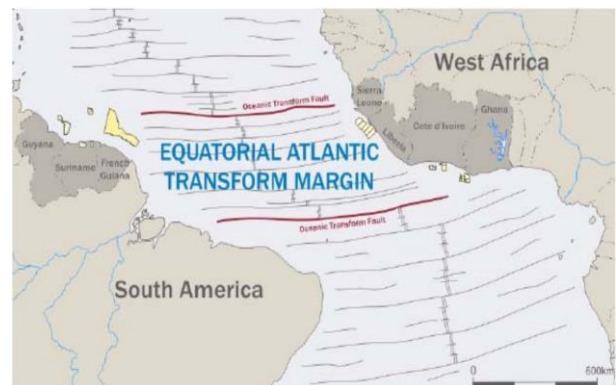 West Africa
Sierra
Leone
Liberia
Cote d'Ivoire
Ghana
Oceanic Transform Fault
Guyana
Suriname
French
Guiana
EQUATORIAL ATLANTIC
TRANSFORM MARGIN
Oceanic Transform Fault
South America
0
600km